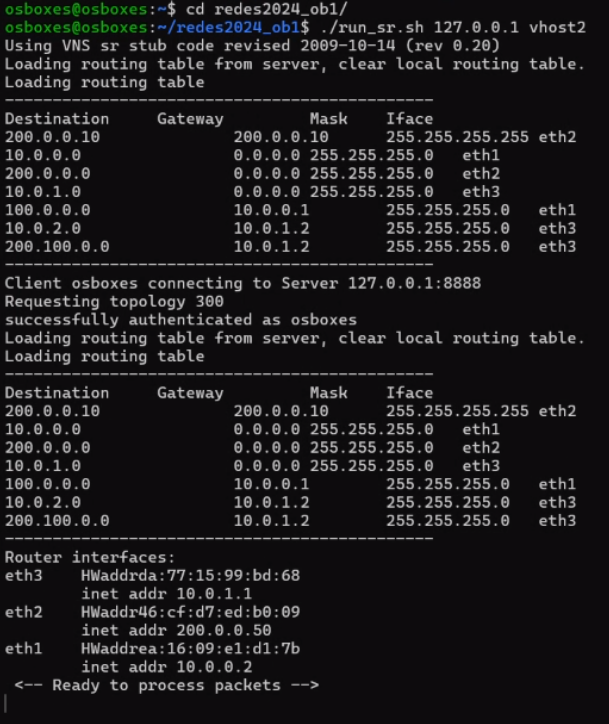 osboxes@osboxes:~$ cd redes2024_ob1/
osboxes@osboxes:~/redes2024_ob1$ ./run_sr.sh 127.0.0.1 vhost2
Using VNS sr stub code revised 2009-10-14 (rev 0.20)
Loading routing table from server, clear local routing table.
Loading routing table
---------------------------------------------
Destination     Gateway         Mask    Iface
200.0.0.10              200.0.0.10      255.255.255.255 eth2
10.0.0.0                0.0.0.0 255.255.255.0   eth1
200.0.0.0               0.0.0.0 255.255.255.0   eth2
10.0.1.0                0.0.0.0 255.255.255.0   eth3
100.0.0.0               10.0.0.1        255.255.255.0   eth1
10.0.2.0                10.0.1.2        255.255.255.0   eth3
200.100.0.0             10.0.1.2        255.255.255.0   eth3
---------------------------------------------
Client osboxes connecting to Server 127.0.0.1:8888
Requesting topology 300
successfully authenticated as osboxes
Loading routing table from server, clear local routing table.
Loading routing table
---------------------------------------------
Destination     Gateway         Mask    Iface
200.0.0.10              200.0.0.10      255.255.255.255 eth2
10.0.0.0                0.0.0.0 255.255.255.0   eth1
200.0.0.0               0.0.0.0 255.255.255.0   eth2
10.0.1.0                0.0.0.0 255.255.255.0   eth3
100.0.0.0               10.0.0.1        255.255.255.0   eth1
10.0.2.0                10.0.1.2        255.255.255.0   eth3
200.100.0.0             10.0.1.2        255.255.255.0   eth3
---------------------------------------------
Router interfaces:
eth3    HWaddrda:77:15:99:bd:68
        inet addr 10.0.1.1
eth2    HWaddr46:cf:d7:ed:b0:09
        inet addr 200.0.0.50
eth1    HWaddrea:16:09:e1:d1:7b
        inet addr 10.0.0.2
 <-- Ready to process packets -->